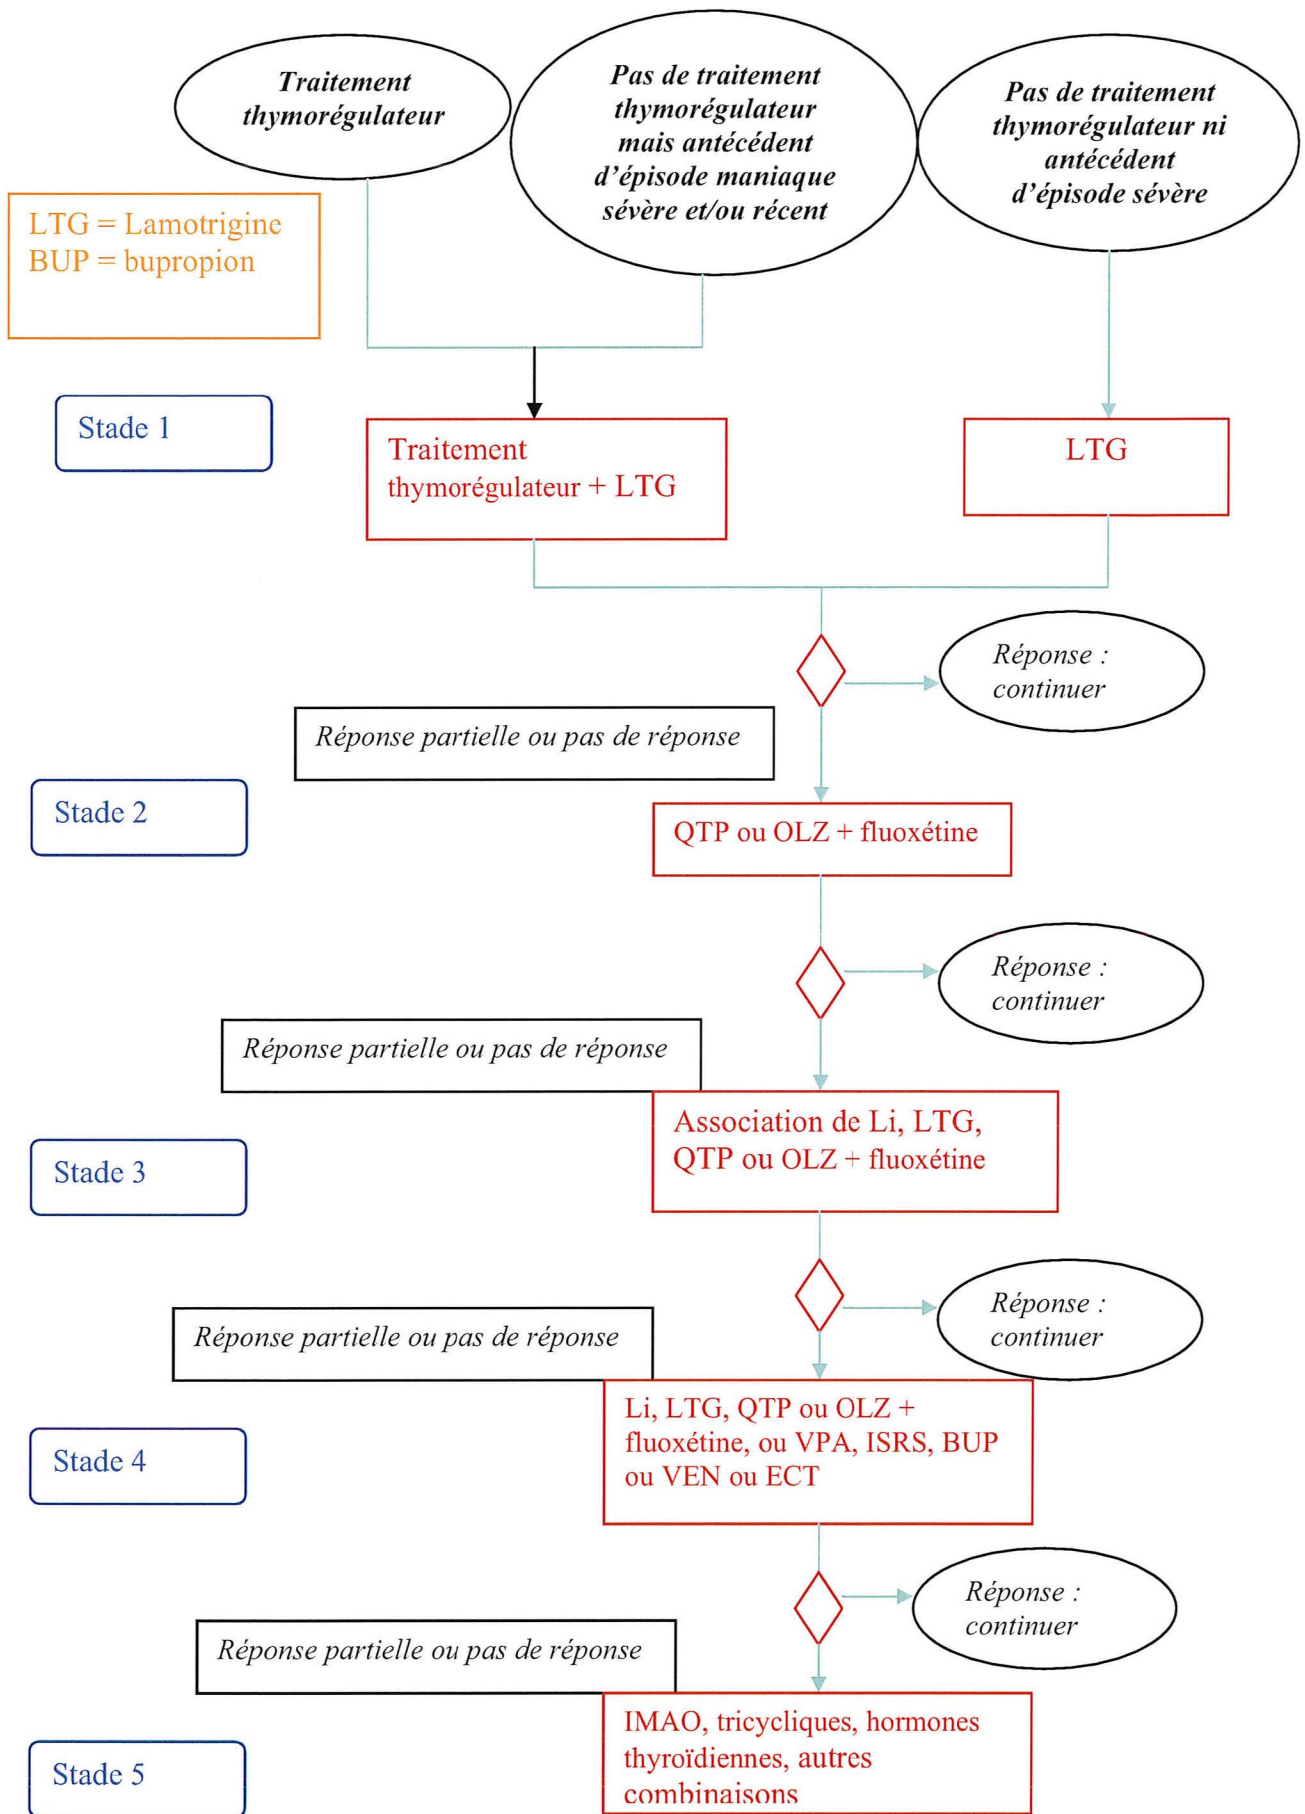 Traitement
thymorégulateur
Pas de traitement
thymorégulateur
mais antécédent
d'épisode maniaque
sévère et/ou récent
Pas de traitement
thymorégulateur ni
antécédent
d'épisode sévère
LTG = Lamotrigine
BUP = bupropion
Stade 1
Traitement
thymorégulateur + LTG
LTG
Réponse :
continuer
Réponse partielle ou pas de réponse
Stade 2
QTP ou OLZ + fluoxétine
Réponse :
continuer
Réponse partielle ou pas de réponse
Stade 3
Association de Li, LTG,
QTP ou OLZ + fluoxétine
Réponse :
continuer
Réponse partielle ou pas de réponse
Stade 4
Li, LTG, QTP ou OLZ +
fluoxétine, ou VPA, ISRS, BUP
ou VEN ou ECT
Réponse :
continuer
Réponse partielle ou pas de réponse
Stade 5
IMAO, tricycliques, hormones
thyroïdiennes, autres
combinaisons